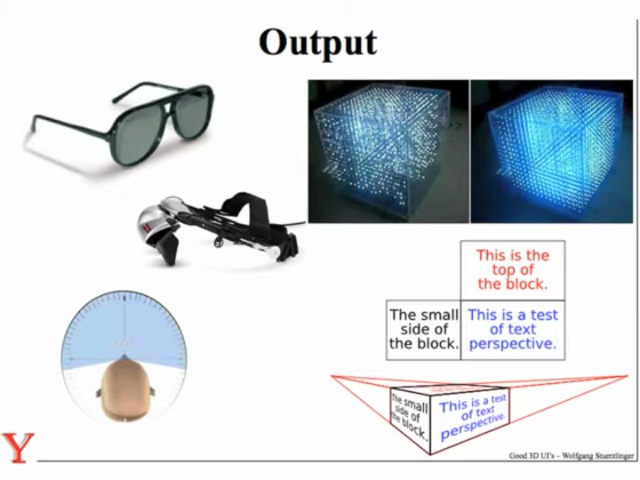 Output
This is the
top of
the block.
The small
side of
the block.
This is a test
of text
perspective.
the small
side of
the block.
This is a test
of text
perspective.
Y
Good 3D UI's – Wolfgang Stuerzlinger